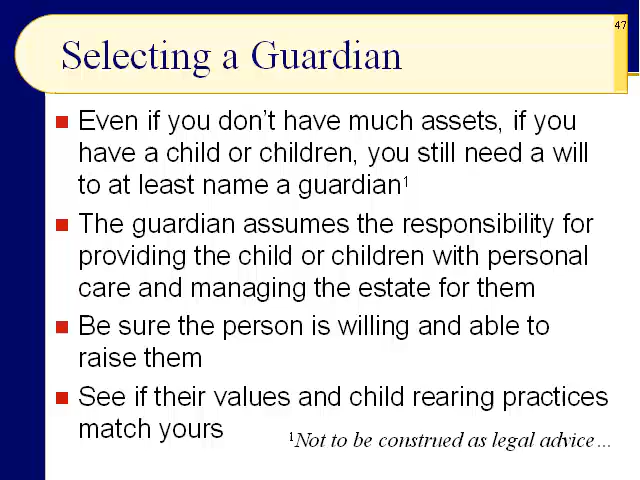 47
Selecting a Guardian
■ Even if you don't have much assets, if you
have a child or children, you still need a will
to at least name a guardian¹
■ The guardian assumes the responsibility for
providing the child or children with personal
care and managing the estate for them
■ Be sure the person is willing and able to
raise them
■ See if their values and child rearing practices
match yours
¹Not to be construed as legal advice…